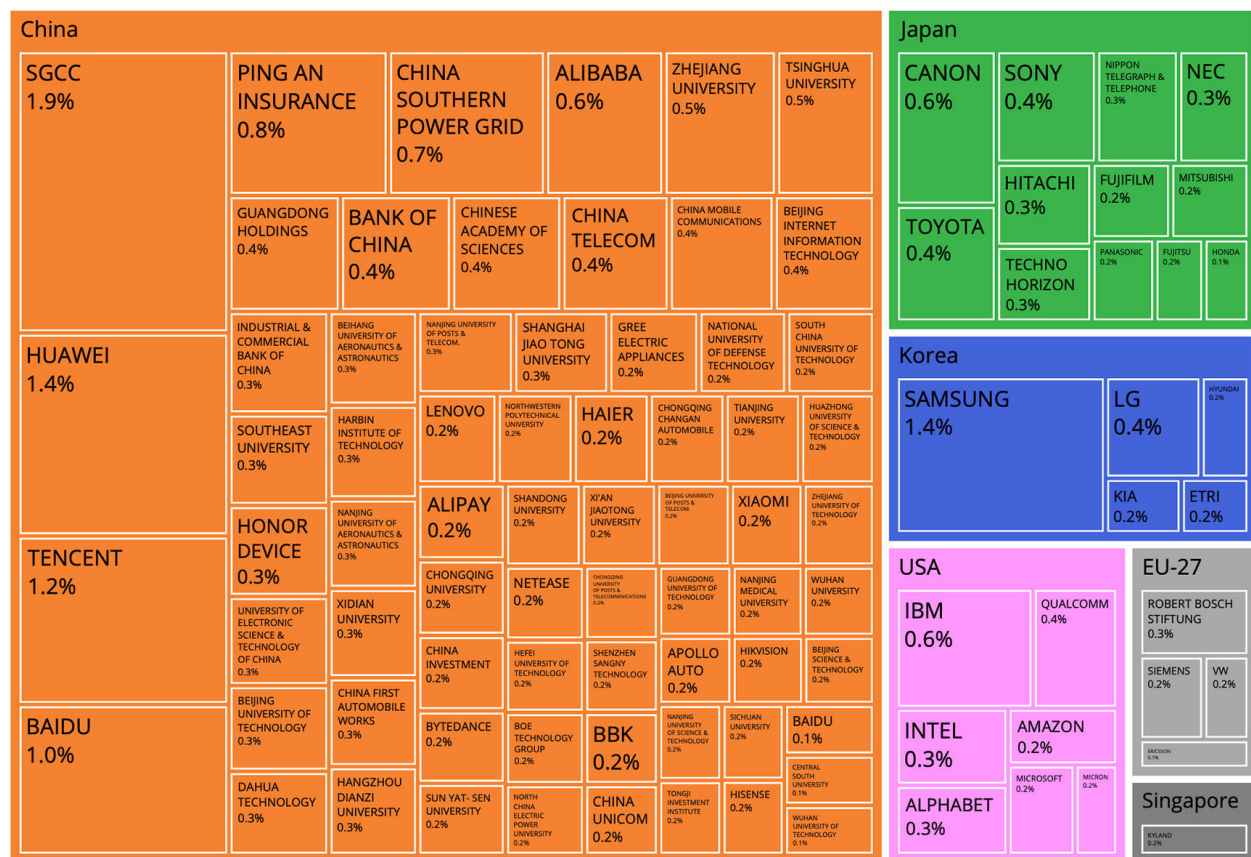 China
SGCC
1.9%
HUAWEI
1.4%
TENCENT
1.2%
BAIDU
1.0%
PING AN
INSURANCE
0.8%
CHINA
SOUTHERN
POWER GRID
0.7%
ALIBABA
0.6%
ZHEJIANG
UNIVERSITY
0.5%
TSINGHUA
UNIVERSITY
0.5%
GUANGDONG
HOLDINGS
0.4%
BANK OF
CHINA
0.4%
CHINESE
ACADEMY OF
SCIENCES
0.4%
CHINA
TELECOM
0.4%
CHINA MOBILE
COMMUNICATIONS
0.4%
BEIJING
INTERNET
INFORMATION
TECHNOLOGY
0.4%
INDUSTRIAL &
COMMERCIAL
BANK OF
CHINA
0.3%
SOUTHEAST
UNIVERSITY
0.3%
HONOR
DEVICE
0.3%
UNIVERSITY OF
ELECTRONIC
SCIENCE &
TECHNOLOGY
OF CHINA
0.3%
BEIJING
UNIVERSITY OF
TECHNOLOGY
0.3%
DAHUA
TECHNOLOGY
0.3%
BEIHANG
UNIVERSITY OF
AERONAUTICS &
ASTRONAUTICS
0.3%
HARBIN
INSTITUTE OF
TECHNOLOGY
0.3%
NANJING
UNIVERSITY OF
AERONAUTICS &
ASTRONAUTICS
0.3%
XIDIAN
UNIVERSITY
0.3%
CHINA FIRST
AUTOMOBILE
WORKS
0.3%
HANGZHOU
DIANZI
UNIVERSITY
0.3%
NANJING UNIVERSITY
OF POSTS &
TELECOM.
0.3%
SHANGHAI
JIAO TONG
UNIVERSITY
0.3%
GREE
ELECTRIC
APPLIANCES
0.2%
NATIONAL
UNIVERSITY
OF DEFENSE
TECHNOLOGY
0.2%
SOUTH
CHINA
UNIVERSITY OF
TECHNOLOGY
0.2%
LENOVO
0.2%
NORTHWESTERN
POLYTECHNICAL
UNIVERSITY
0.2%
HAIER
0.2%
CHONGQING
CHANGAN
AUTOMOBILE
0.2%
TIANJING
UNIVERSITY
0.2%
HUAZHONG
UNIVERSITY
OF SCIENCE &
TECHNOLOGY
0.2%
ALIPAY
0.2%
SHANDONG
UNIVERSITY
0.2%
XI'AN
JIAOTONG
UNIVERSITY
0.2%
BEIJING UNIVERSITY
OF POSTS &
TELECOM.
0.2%
XIAOMI
0.2%
ZHEJIANG
UNIVERSITY OF
TECHNOLOGY
0.2%
CHONGQING
UNIVERSITY
0.2%
NETEASE
0.2%
CHONGQING
UNIVERSITY
OF POSTS &
TELECOMMINICATIONS
0.2%
GUANGDONG
UNIVERSITY OF
TECHNOLOGY
0.2%
NANJING
MEDICAL
UNIVERSITY
0.2%
WUHAN
UNIVERSITY
0.2%
CHINA
INVESTMENT
0.2%
HEFEI
UNIVERSITY OF
TECHNOLOGY
0.2%
SHENZHEN
SANGNY
TECHNOLOGY
0.2%
APOLLO
AUTO
0.2%
HIKVISION
0.2%
BEIJING
SCIENCE &
TECHNOLOGY
0.2%
BYTEDANCE
0.2%
BOE
TECHNOLOGY
GROUP
0.2%
BBK
0.2%
NANJING
UNIVERSITY
OF SCIENCE &
TECHNOLOGY
0.2%
SICHUAN
UNIVERSITY
0.2%
BAIDU
0.1%
CENTRAL
SOUTH
UNIVERSITY
0.1%
SUN YAT- SEN
UNIVERSITY
0.2%
NORTH
CHINA
ELECTRIC
POWER
UNIVERSITY
0.2%
CHINA
UNICOM
0.2%
TONGJI
INVESTMENT
INSTITUTE
0.2%
HISENSE
0.2%
WUHAN
UNIVERSITY OF
TECHNOLOGY
0.1%
Japan
CANON
0.6%
TOYOTA
0.4%
SONY
0.4%
NIPPON
TELEGRAPH &
TELEPHONE
0.3%
NEC
0.3%
HITACHI
0.3%
FUJIFILM
0.2%
MITSUBISHI
0.2%
TECHNO
HORIZON
0.3%
PANASONIC
0.2%
FUJITSU
0.2%
HONDA
0.1%
Korea
SAMSUNG
1.4%
LG
0.4%
HYUNDAI
0.2%
KIA
0.2%
ETRI
0.2%
USA
IBM
0.6%
QUALCOMM
0.4%
INTEL
0.3%
AMAZON
0.2%
ALPHABET
0.3%
MICROSOFT
0.2%
MICRON
0.2%
EU-27
ROBERT BOSCH
STIFTUNG
0.3%
SIEMENS
0.2%
VW
0.2%
ERICSSON
0.1%
Singapore
KYLAND
0.2%